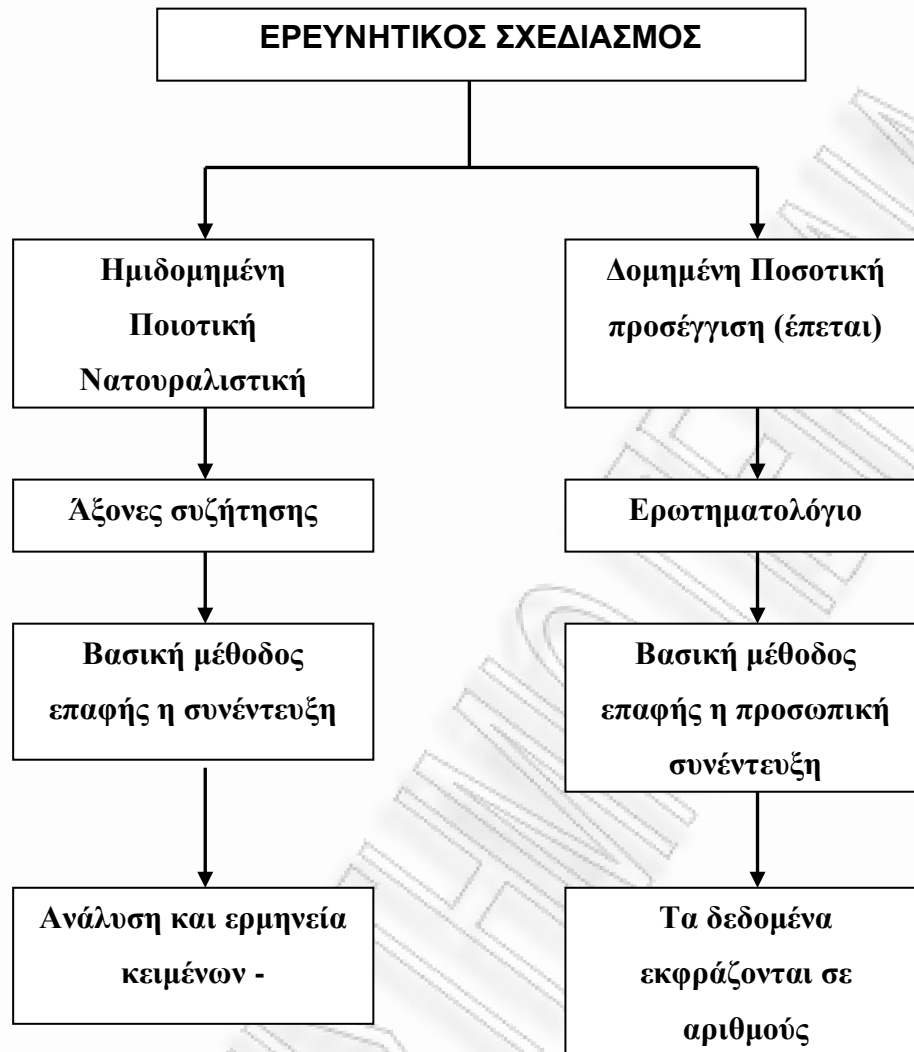 ΕΡΕΥΝΗΤΙΚΟΣ ΣΧΕΔΙΑΣΜΟΣ
Ημιδομημένη
Ποιοτική
Νατουραλιστική
Δομημένη Ποσοτική
προσέγγιση (έπεται)
Άξονες συζήτησης
Ερωτηματολόγιο
Βασική μέθοδος
επαφής η συνέντευξη
Βασική μέθοδος
επαφής η προσωπική
συνέντευξη
Ανάλυση και ερμηνεία
κειμένων -
Τα δεδομένα
εκφράζονται σε
αριθμούς